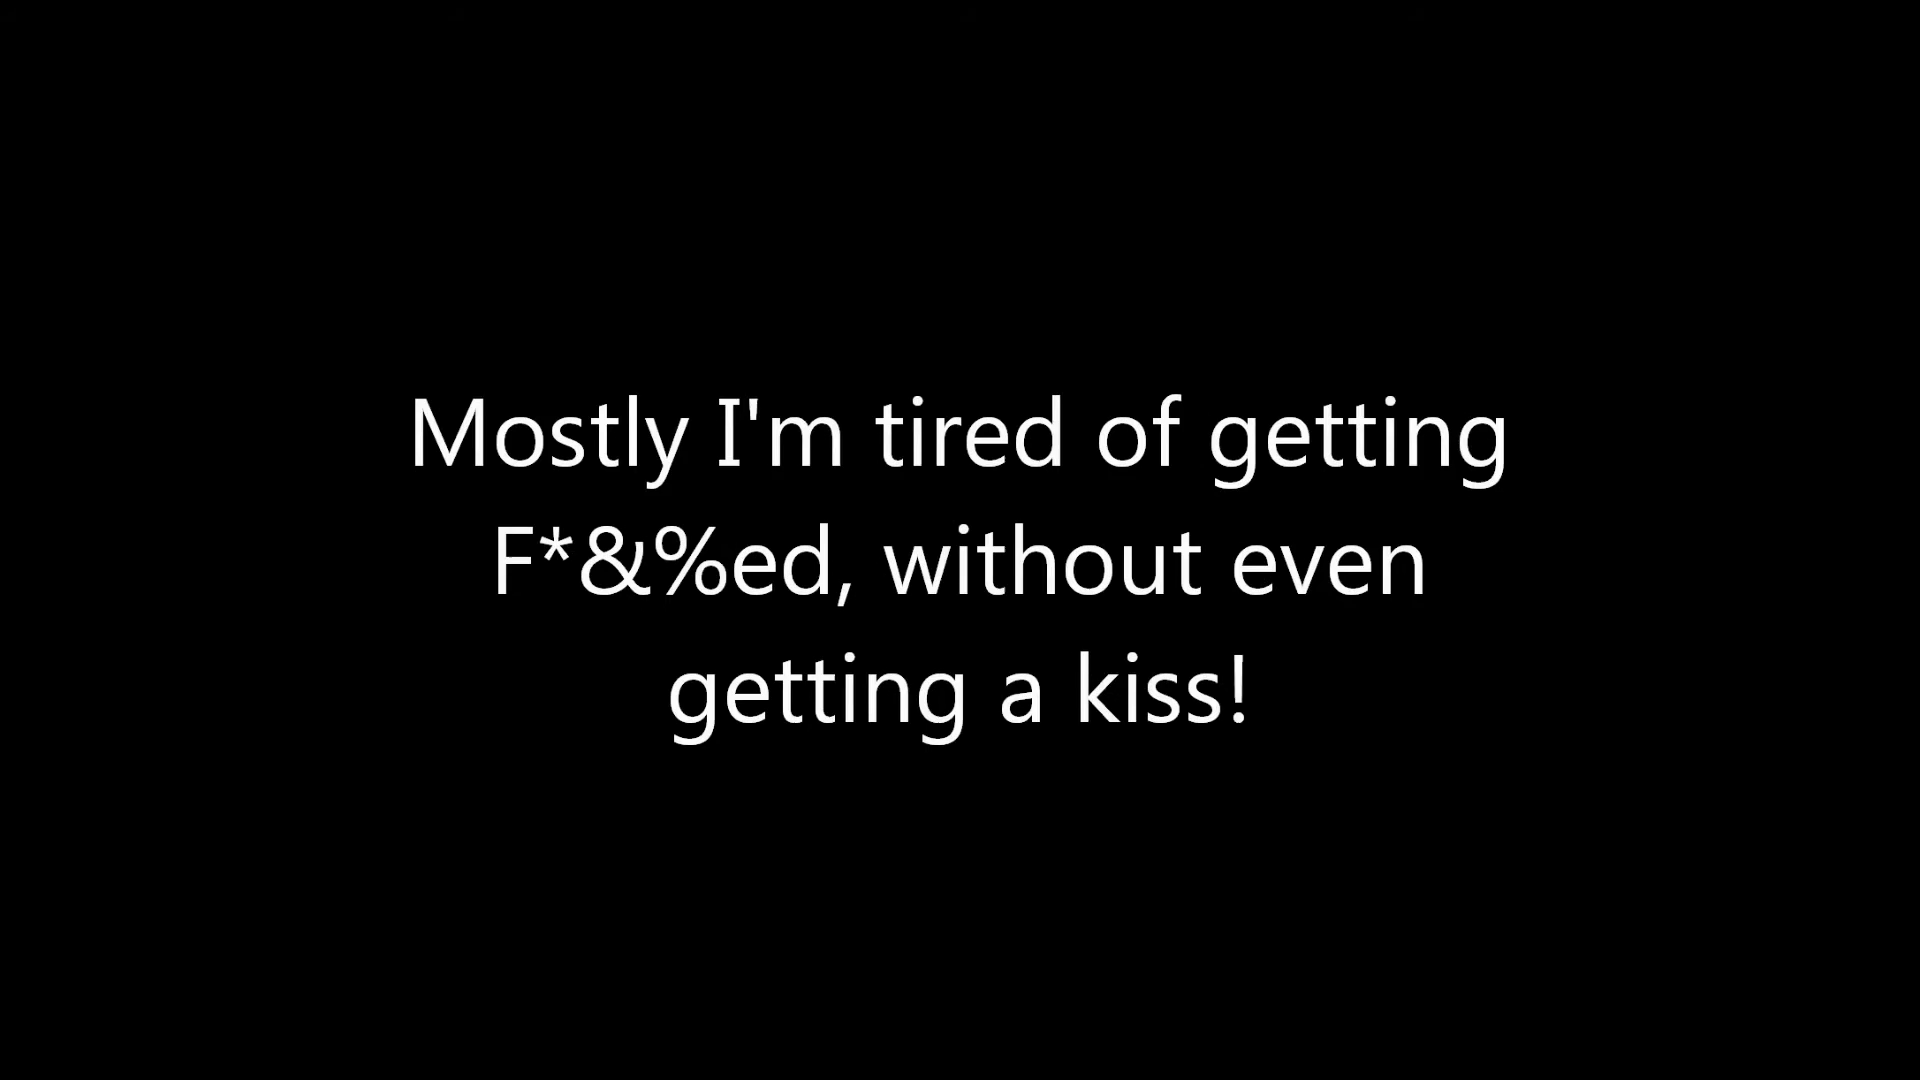 Mostly I'm tired of getting
F*&%ed, without even
getting a kiss!